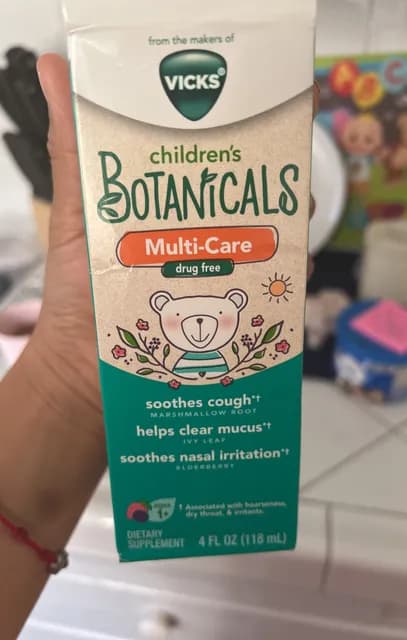 from the makers of
VICKS®
children's
BOTANICALS
Multi-Care
drug free
soothes cough*†
MARSHMALLOW ROOT
helps clear mucus*†
IVY LEAF
soothes nasal irritation*†
ELDERBERRY
1+
† Associated with hoarseness,
dry throat, & irritants.
DIETARY
SUPPLEMENT
4 FL OZ (118 mL)
A B C